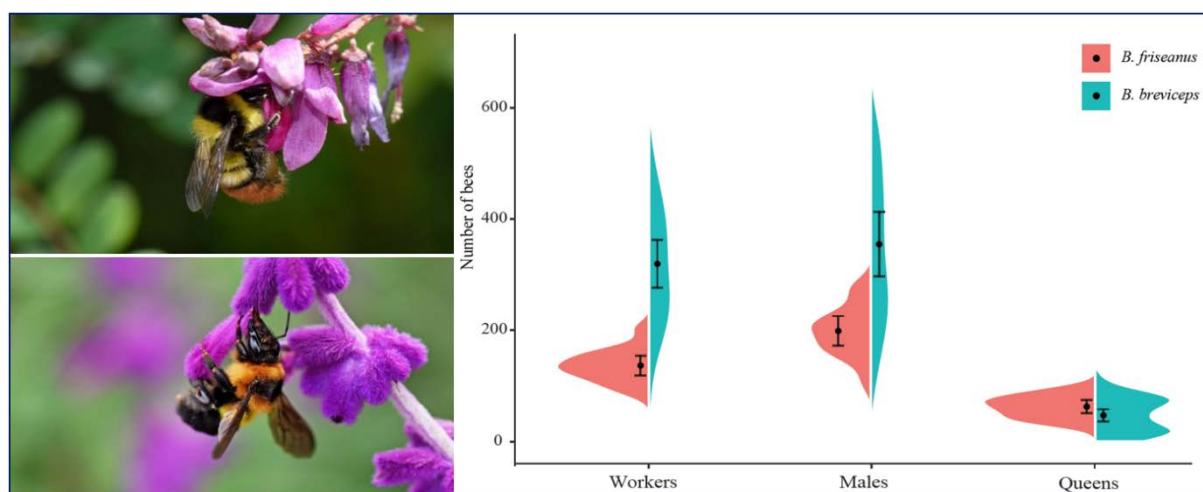 B. friseanus
B. breviceps
Number of bees
600
400
200
0
Workers Males Queens